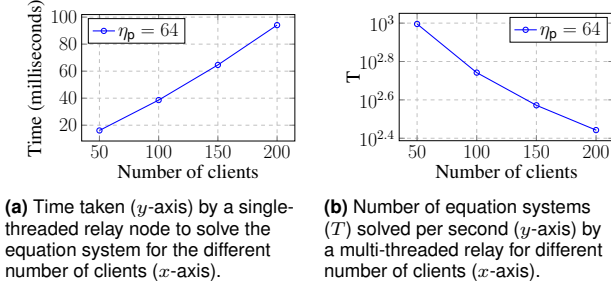 100
80
60
40
20
Time (milliseconds)
ηp = 64
50 100 150 200
Number of clients
(a) Time taken (y-axis) by a single-
threaded relay node to solve the
equation system for the different
number of clients (x-axis).
10^3
10^2.8
10^2.6
10^2.4
T
ηp = 64
50 100 150 200
Number of clients
(b) Number of equation systems
(T) solved per second (y-axis) by
a multi-threaded relay for different
number of clients (x-axis).